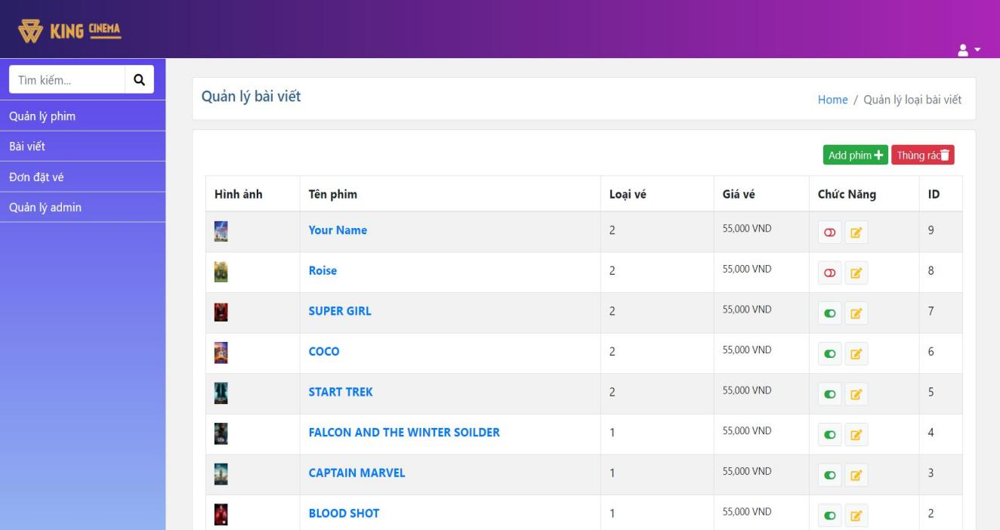 KING CINEMA
Tìm kiếm...
Quản lý phim
Bài viết
Đơn đặt vé
Quản lý admin
Quản lý bài viết
Home / Quản lý loại bài viết
Add phim
Thùng rác
Hình ảnh Tên phim Loại vé Giá vé Chức Năng ID
Your Name 2 55,000 VND 9
Roise 2 55,000 VND 8
SUPER GIRL 2 55,000 VND 7
COCO 2 55,000 VND 6
START TREK 2 55,000 VND 5
FALCON AND THE WINTER SOILDER 1 55,000 VND 4
CAPTAIN MARVEL 1 55,000 VND 3
BLOOD SHOT 1 55,000 VND 2